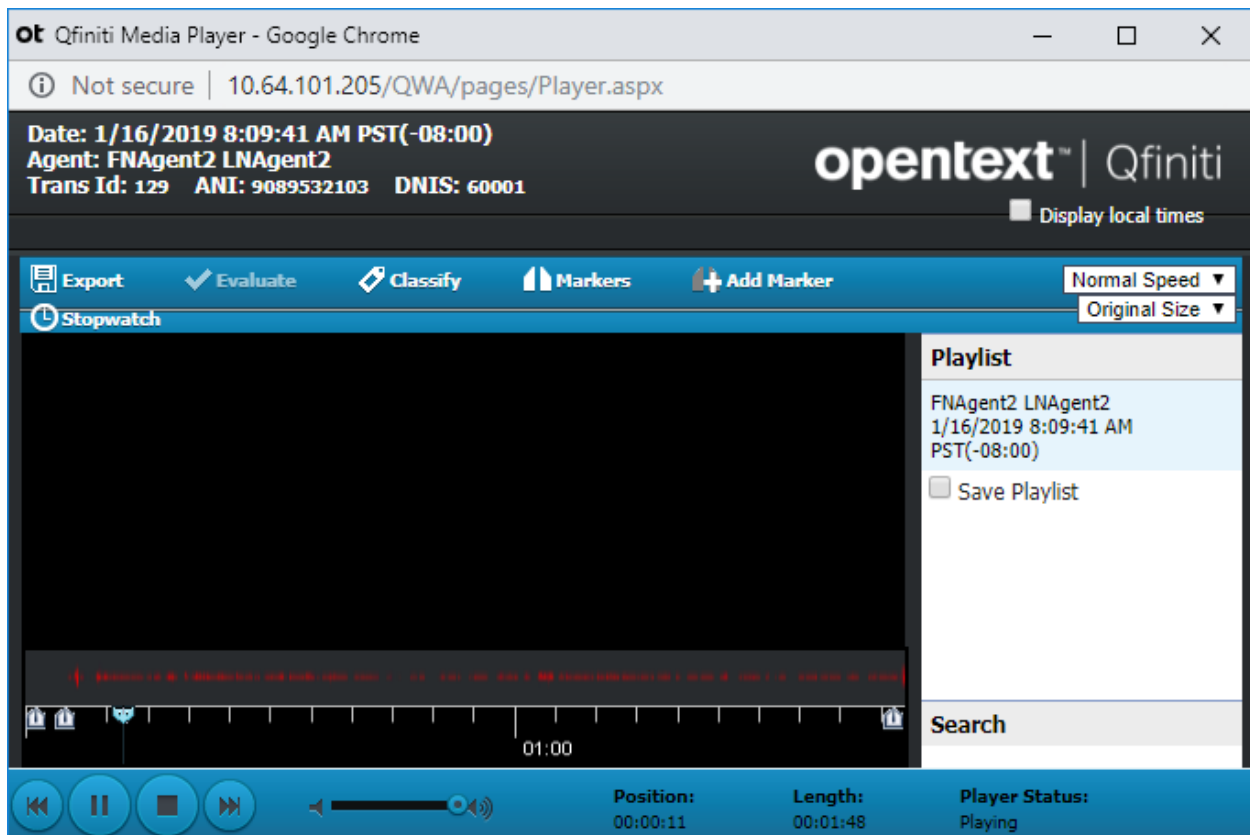 ot Qfiniti Media Player - Google Chrome
Not secure | 10.64.101.205/QWA/pages/Player.aspx
Date: 1/16/2019 8:09:41 AM PST(-08:00)
Agent: FNAgent2 LNAgent2
Trans Id: 129 ANI: 9089532103 DNIS: 60001
opentext™ | Qfiniti
Display local times
Export Evaluate Classify Markers Add Marker Normal Speed
Stopwatch Original Size
Playlist
FNAgent2 LNAgent2
1/16/2019 8:09:41 AM
PST(-08:00)
Save Playlist
01:00
Search
Position: Length: Player Status:
00:00:11 00:01:48 Playing